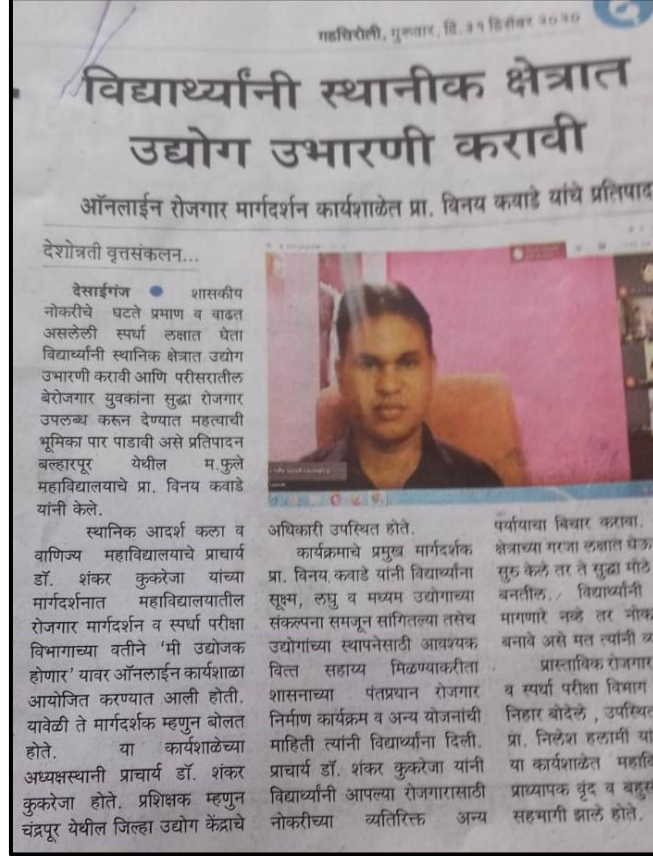 गडचिरोली, गुरूवार, दि. ३१ डिसेंबर २०२०
विद्यार्थ्यांनी स्थानीक क्षेत्रात
उद्योग उभारणी करावी
ऑनलाईन रोजगार मार्गदर्शन कार्यशाळेत प्रा. विनय कवाडे यांचे प्रतिपाद
देशोन्नती वृत्तसंकलन...
देसाईगंज ● शासकीय
नोकरीचे घटते प्रमाण व वाढत
असलेली स्पर्धा लक्षात घेता
विद्यार्थ्यांनी स्थानिक क्षेत्रात उद्योग
उभारणी करावी आणि परीसरातील
बेरोजगार युवकांना सुद्धा रोजगार
उपलब्ध करून देण्यात महत्वाची
भूमिका पार पाडावी असे प्रतिपादन
बल्हारपूर येथील म.फुले
महाविद्यालयाचे प्रा. विनय कवाडे
यांनी केले.
स्थानिक आदर्श कला व
वाणिज्य महाविद्यालयाचे प्राचार्य
डॉ. शंकर कुकरेजा यांच्या
मार्गदर्शनात महाविद्यालयातील
रोजगार मार्गदर्शन व स्पर्धा परीक्षा
विभागाच्या वतीने 'मी उद्योजक
होणार' यावर ऑनलाईन कार्यशाळा
आयोजित करण्यात आली होती.
यावेळी ते मार्गदर्शक म्हणुन बोलत
होते. या कार्यशाळेच्या
अध्यक्षस्थानी प्राचार्य डॉ. शंकर
कुकरेजा होते. प्रशिक्षक म्हणुन
चंद्रपूर येथील जिल्हा उद्योग केंद्राचे
अधिकारी उपस्थित होते.
कार्यक्रमाचे प्रमुख मार्गदर्शक
प्रा. विनय कवाडे यांनी विद्यार्थ्यांना
सूक्ष्म, लघु व मध्यम उद्योगाच्या
संकल्पना समजून सांगितल्या तसेच
उद्योगांच्या स्थापनेसाठी आवश्यक
वित्त सहाय्य मिळण्याकरीता
शासनाच्या पंतप्रधान रोजगार
निर्माण कार्यक्रम व अन्य योजनांची
माहिती त्यांनी विद्यार्थ्यांना दिली.
प्राचार्य डॉ. शंकर कुकरेजा यांनी
विद्यार्थ्यांनी आपल्या रोजगारासाठी
नोकरीच्या व्यतिरिक्त अन्य
पर्यायाचा विचार करावा.
क्षेत्राच्या गरजा लक्षात घेऊ
सुरु केले तर ते सुद्धा मोठे
बनतील. विद्यार्थ्यांनी
मागणारे नव्हे तर नोक
बनावे असे मत त्यांनी व्य
प्रास्ताविक रोजगार
व स्पर्धा परीक्षा विभाग
निहार बोदेले , उपस्थित
प्रा. निलेश हलामी यां
या कार्यशाळेत महावि
प्राध्यापक वृंद व बहुस
सहभागी झाले होते.